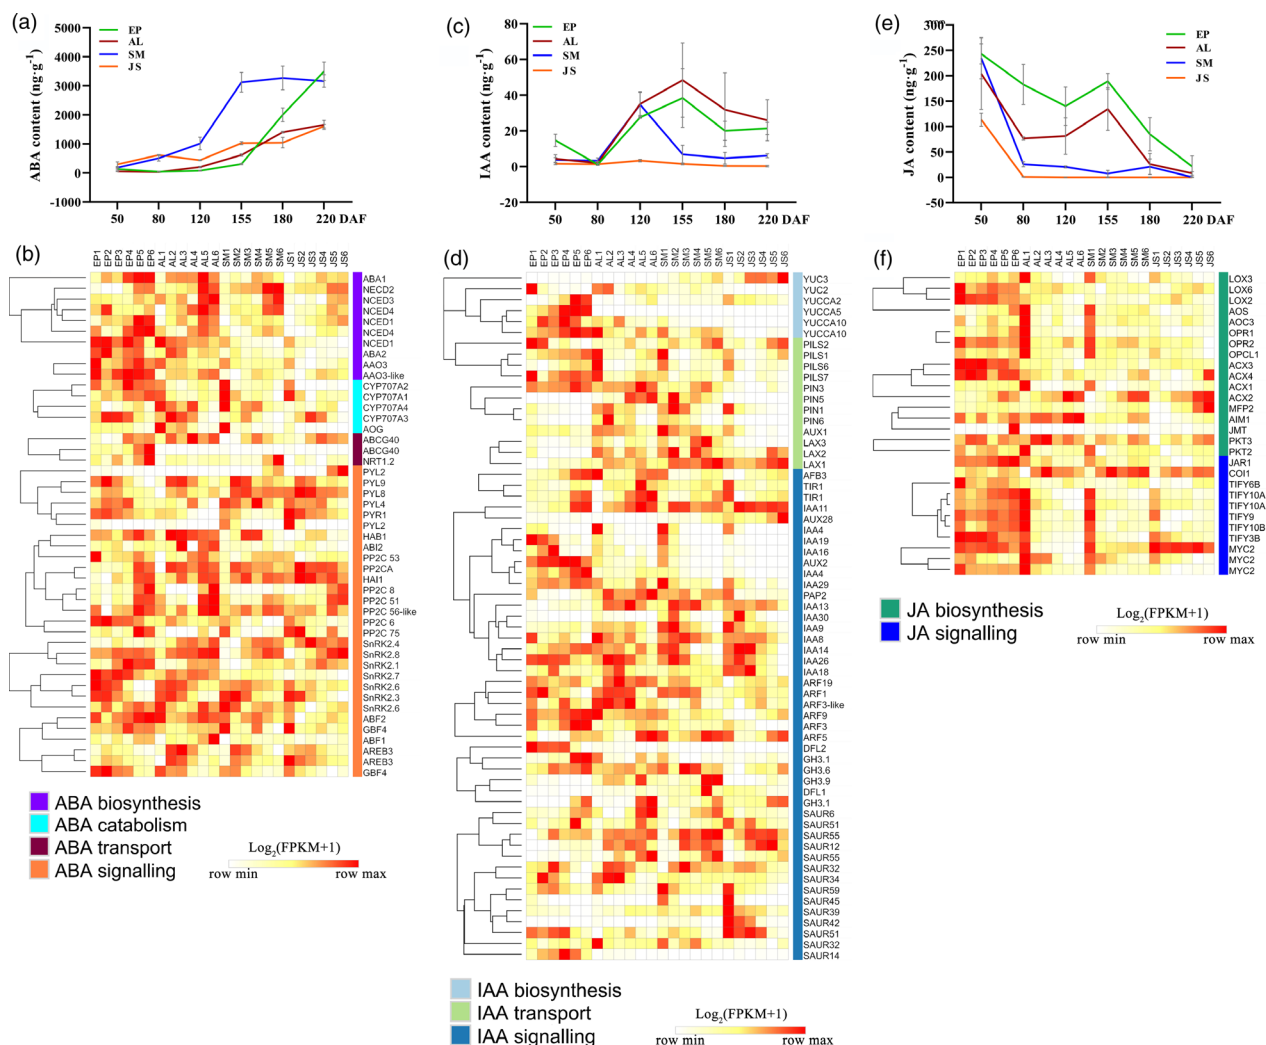 (a)
ABA content (ng·g-1)
5000
4000
3000
2000
1000
0
-1000
EP
AL
SM
JS
50 80 120 155 180 220 DAF
(c)
IAA content (ng·g-1)
80
60
40
20
0
-20
EP
AL
SM
JS
50 80 120 155 180 220 DAF
(e)
JA content (ng·g-1)
300
300
250
200
150
100
50
0
-50
EP
AL
SM
JS
50 80 120 155 180 220 DAF
(b)
EP1 EP2 EP3 EP4 EP5 EP6 AL1 AL2 AL3 AL4 AL5 AL6 SM1 SM2 SM3 SM4 SM5 SM6 JS1 JS2 JS3 JS4 JS5 JS6
ABA1
NECD2
NCED3
NCED4
NCED1
NCED4
NCED1
ABA2
AAO3
AAO3-like
CYP707A2
CYP707A1
CYP707A4
CYP707A3
AOG
ABCG40
ABCG40
NRT1.2
PYL2
PYL9
PYL8
PYL4
PYR1
PYL2
HAB1
ABI2
PP2C 53
PP2CA
HAI1
PP2C 8
PP2C 51
PP2C 56-like
PP2C 6
PP2C 75
SnRK2.4
SnRK2.8
SnRK2.1
SnRK2.7
SnRK2.6
SnRK2.3
SnRK2.6
ABF2
GBF4
ABF1
AREB3
AREB3
GBF4
ABA biosynthesis
ABA catabolism
ABA transport
ABA signalling
Log2(FPKM+1)
row min row max
(d)
EP1 EP2 EP3 EP4 EP5 EP6 AL1 AL2 AL3 AL4 AL5 AL6 SM1 SM2 SM3 SM4 SM5 SM6 JS1 JS2 JS3 JS4 JS5 JS6
YUC3
YUC2
YUCCA2
YUCCA5
YUCCA10
YUCCA10
PILS2
PILS1
PILS6
PILS7
PIN3
PIN5
PIN1
PIN6
AUX1
LAX3
LAX2
LAX1
AFB3
TIR1
TIR1
IAA11
AUX28
IAA4
IAA19
IAA16
AUX2
IAA4
IAA29
PAP2
IAA13
IAA30
IAA9
IAA8
IAA14
IAA26
IAA18
ARF19
ARF1
ARF3-like
ARF9
ARF3
ARF5
DFL2
GH3.1
GH3.6
GH3.9
DFL1
GH3.1
SAUR6
SAUR51
SAUR55
SAUR12
SAUR55
SAUR32
SAUR34
SAUR59
SAUR45
SAUR39
SAUR42
SAUR51
SAUR32
SAUR14
IAA biosynthesis
IAA transport
IAA signalling
Log2(FPKM+1)
row min row max
(f)
EP1 EP2 EP3 EP4 EP5 EP6 AL1 AL2 AL3 AL4 AL5 AL6 SM1 SM2 SM3 SM4 SM5 SM6 JS1 JS2 JS3 JS4 JS5 JS6
LOX3
LOX6
LOX2
AOS
AOC3
OPR1
OPR2
OPCL1
ACX3
ACX4
ACX1
ACX2
MFP2
AIM1
JMT
PKT3
PKT2
JAR1
COI1
TIFY6B
TIFY10A
TIFY10A
TIFY9
TIFY10B
TIFY3B
MYC2
MYC2
MYC2
JA biosynthesis
JA signalling
Log2(FPKM+1)
row min row max